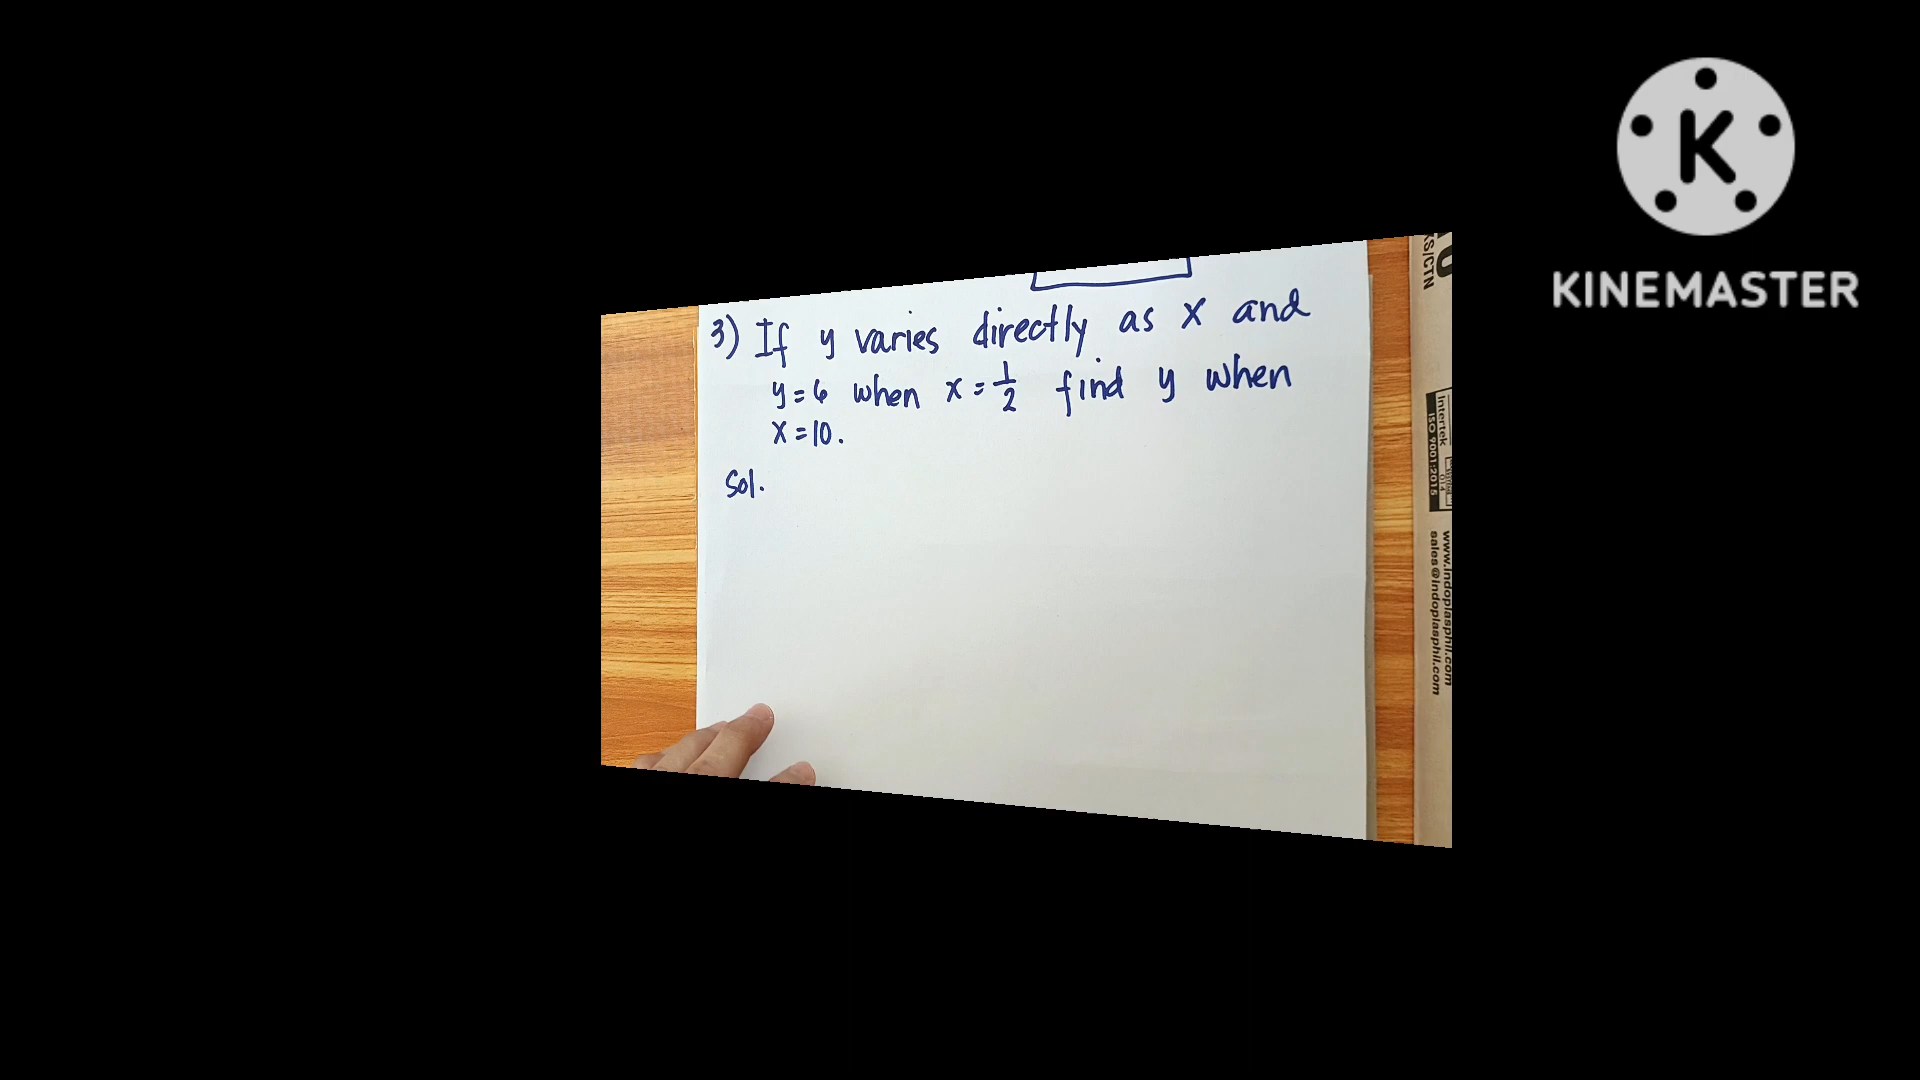 K
KINEMASTER
3) If y varies directly as x and
y = 6 when x = 1/2 find y when
x = 10.
Sol.
KS/CTN
Intertek
ISO 9001:2015
www.indoplasphil.com
sales@indoplasphil.com